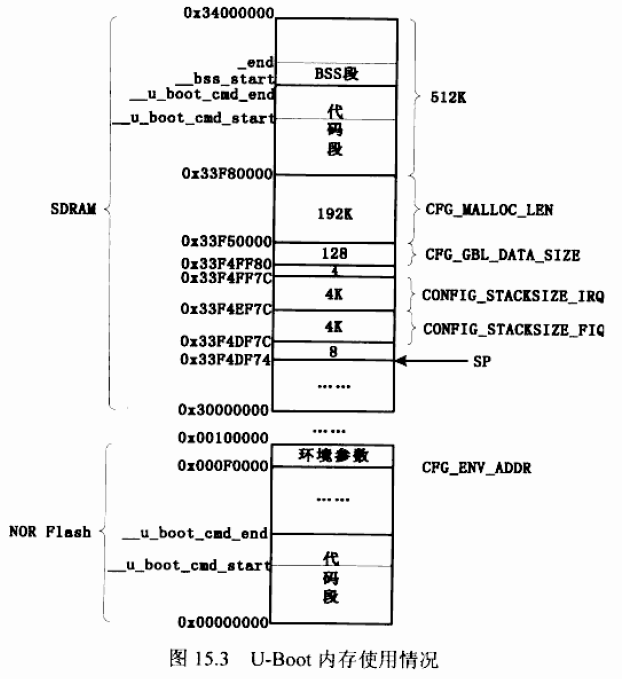 0x34000000
_end
__bss_start
BSS段
__u_boot_cmd_end
512K
__u_boot_cmd_start
代
码
段
0x33F80000
SDRAM
192K
CFG_MALLOC_LEN
0x33F50000
128
CFG_GBL_DATA_SIZE
0x33F4FF80
4
0x33F4FF7C
4K
CONFIG_STACKSIZE_IRQ
0x33F4EF7C
4K
CONFIG_STACKSIZE_FIQ
0x33F4DF7C
8
0x33F4DF74
SP
……
0x30000000
……
0x00100000
环境参数
0x000F0000
CFG_ENV_ADDR
……
NOR Flash
__u_boot_cmd_end
__u_boot_cmd_start
代
码
段
0x00000000
图 15.3 U-Boot 内存使用情况